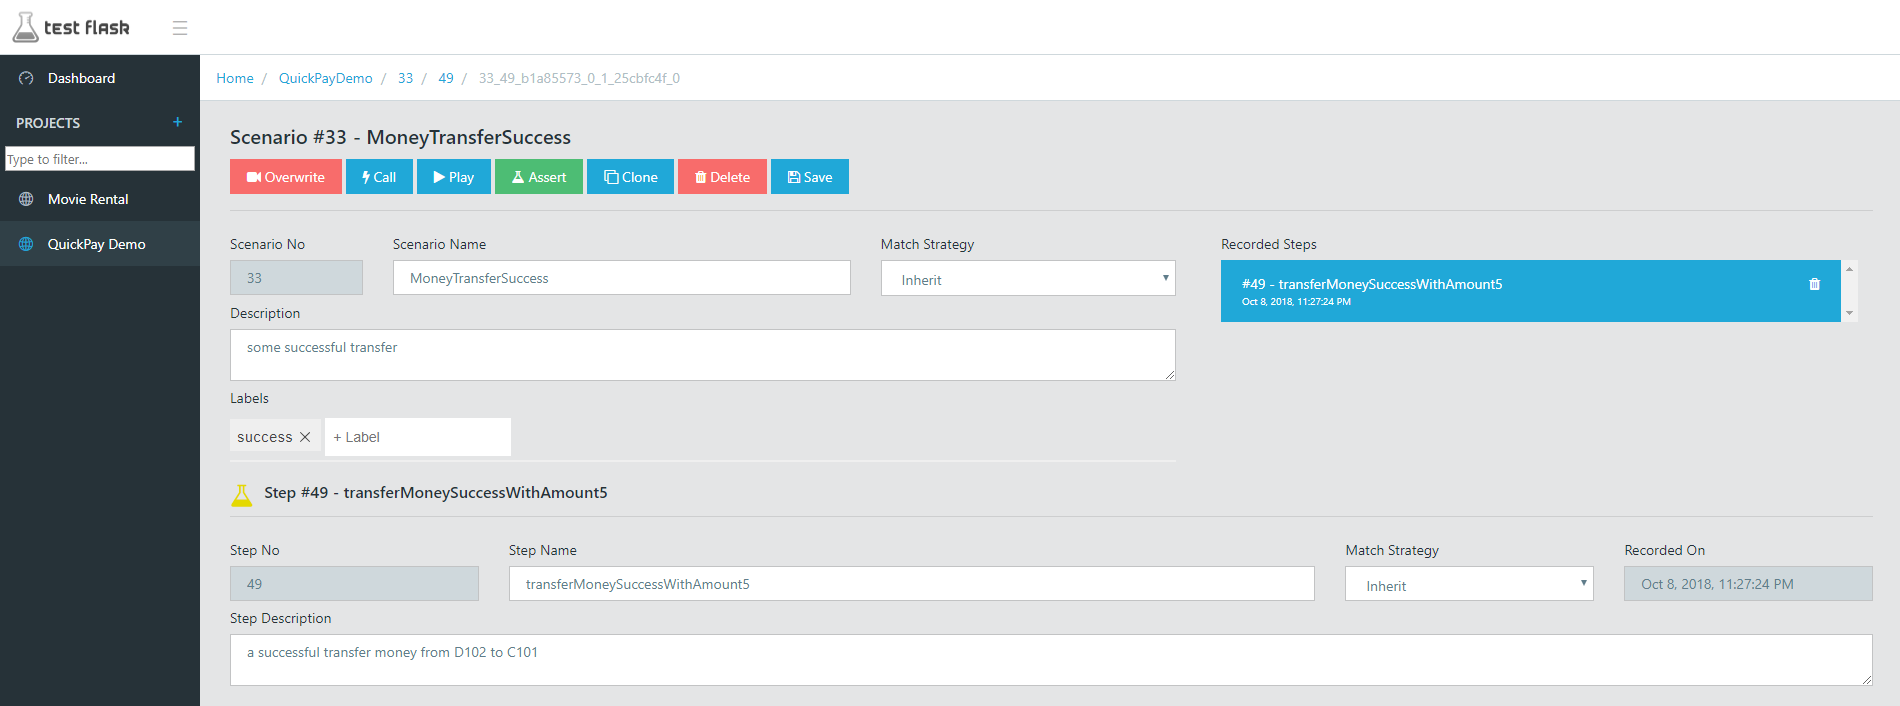 test flask
Dashboard
PROJECTS +
Type to filter...
Movie Rental
QuickPay Demo
Home / QuickPayDemo / 33 / 49 / 33_49_b1a85573_0_1_25cbfc4f_0
Scenario #33 - MoneyTransferSuccess
Overwrite Call Play Assert Clone Delete Save
Scenario No Scenario Name Match Strategy Recorded Steps
33 MoneyTransferSuccess Inherit
#49 - transferMoneySuccessWithAmount5
Oct 8, 2018, 11:27:24 PM
Description
some successful transfer
Labels
success + Label
Step #49 - transferMoneySuccessWithAmount5
Step No Step Name Match Strategy Recorded On
49 transferMoneySuccessWithAmount5 Inherit Oct 8, 2018, 11:27:24 PM
Step Description
a successful transfer money from D102 to C101